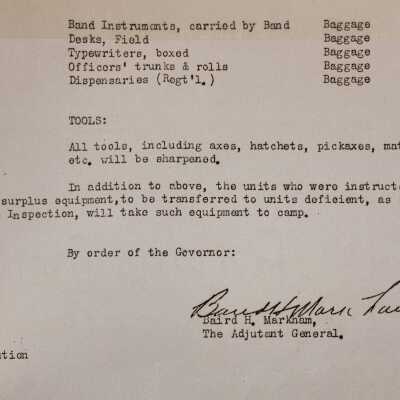 Band Instruments, carried by Band Baggage
Desks, Field Baggage
Typewriters, boxed Baggage
Officers' trunks & rolls Baggage
Dispensaries (Regt'l.) Baggage
TOOLS:
All tools, including axes, hatchets, pickaxes, mat
etc. will be sharpened.
In addition to above, the units who were instruct
surplus equipment,to be transferred to units deficient, as
Inspection, will take such equipment to camp.
By order of the Governor:
Baird H. Markham,
The Adjutant General.
tion